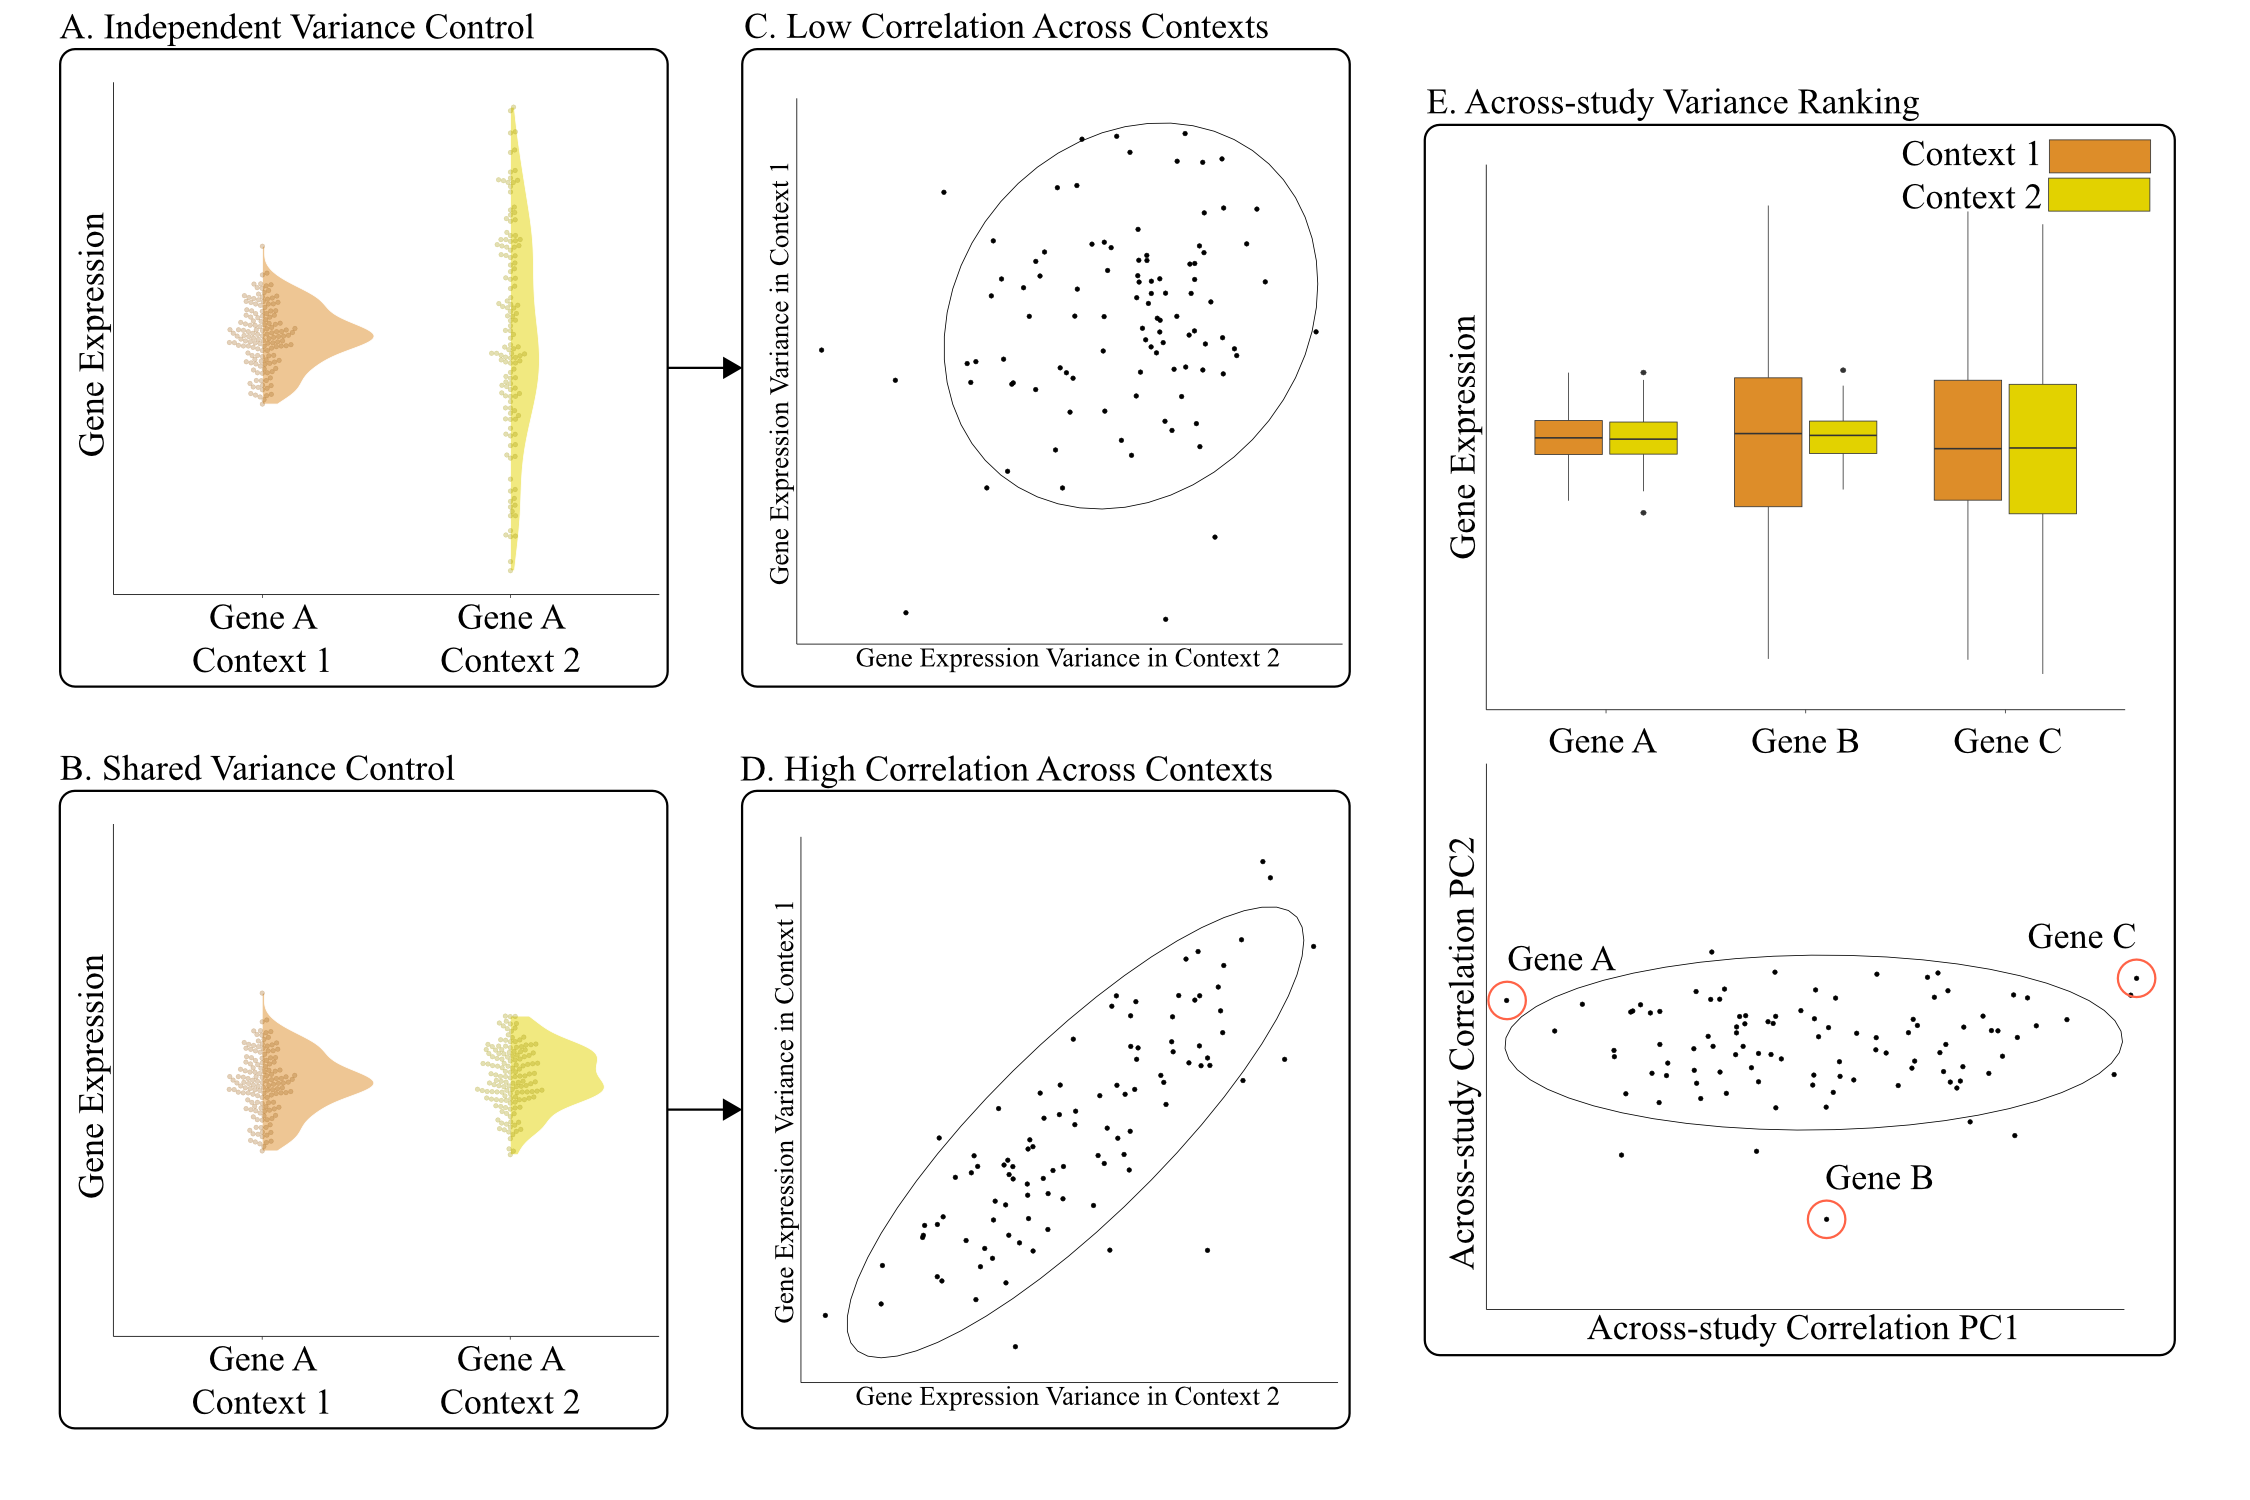 A. Independent Variance Control
Gene Expression
Gene A
Context 1
Gene A
Context 2
C. Low Correlation Across Contexts
Gene Expression Variance in Context 1
Gene Expression Variance in Context 2
B. Shared Variance Control
Gene Expression
Gene A
Context 1
Gene A
Context 2
D. High Correlation Across Contexts
Gene Expression Variance in Context 1
Gene Expression Variance in Context 2
E. Across-study Variance Ranking
Context 1
Context 2
Gene Expression
Gene A
Gene B
Gene C
Across-study Correlation PC2
Gene A
Gene C
Gene B
Across-study Correlation PC1